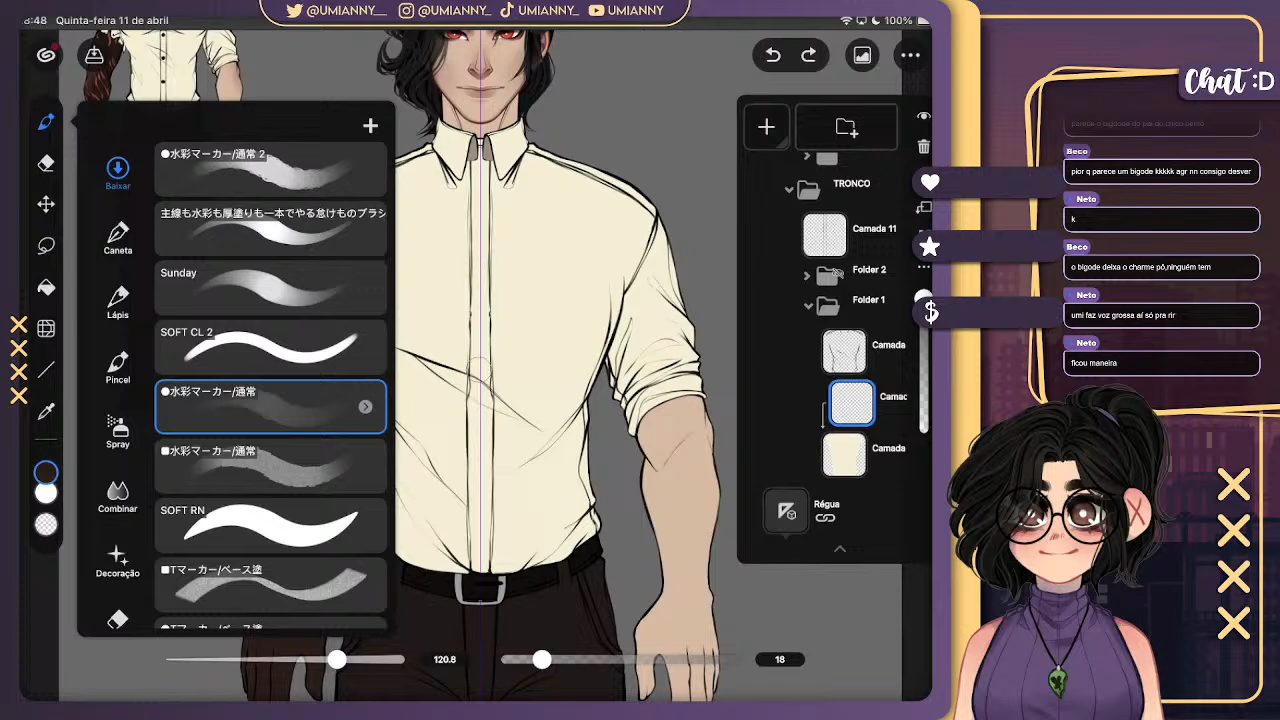 @UMIANNY__ @UMIANNY_ UMIANNY_ UMIANNY
8:48 Quinta-feira 11 de abril
100%
Chat :D
Baixar
Caneta
Lápis
Pincel
Spray
Combinar
Decoração
●水彩マーカー/通常 2
主線も水彩も厚塗りも一本でやる怠けものブラシ
Sunday
SOFT CL 2
●水彩マーカー/通常
■水彩マーカー/通常
SOFT RN
■Tマーカー/ベース塗
120.8
18
TRONCO
Camada 11
Folder 2
Folder 1
Camada
Camac
Camada
Régua
Beco
pior q parece um bigode kkkkk agr nn consigo desver
Neto
k
Beco
o bigode deixa o charme pô,ninguém tem
Neto
umi faz voz grossa aí só pra rir
Neto
ficou maneira